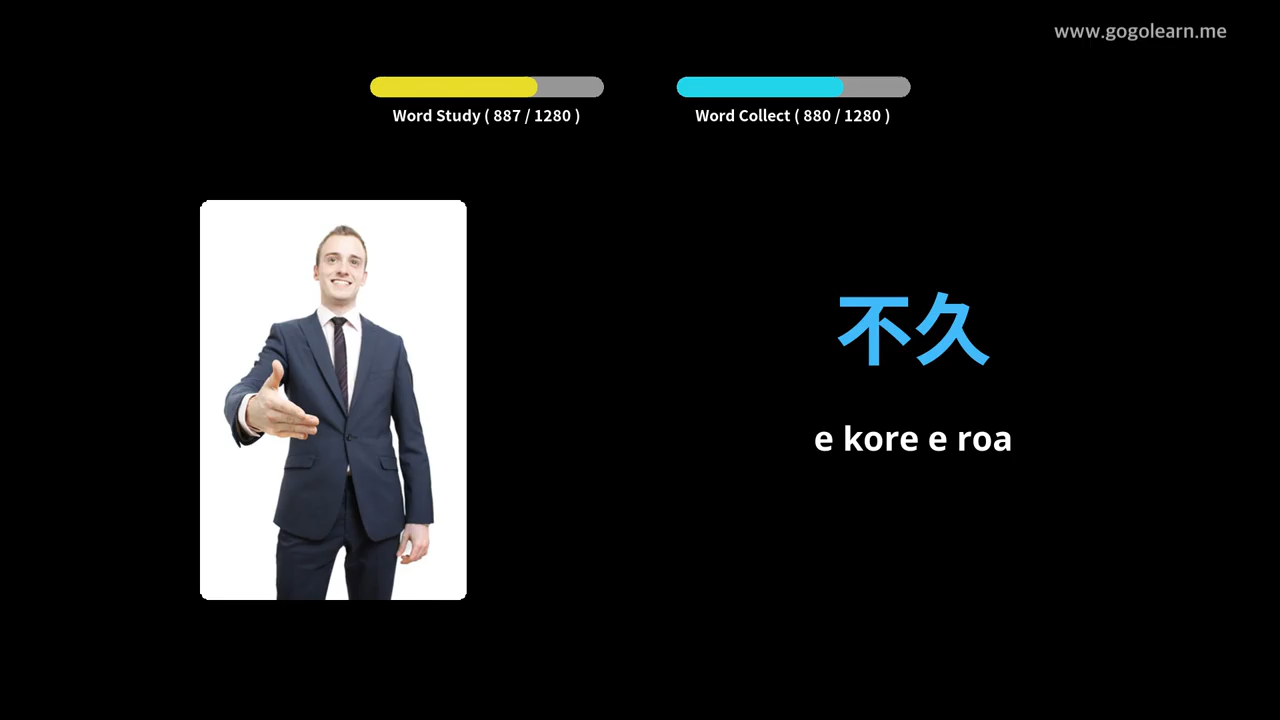 www.gogolearn.me
Word Study ( 887 / 1280 )
Word Collect ( 880 / 1280 )
不久
e kore e roa